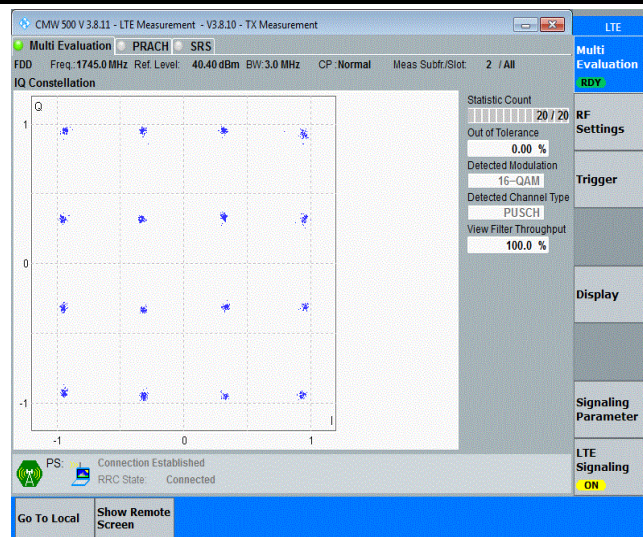 CMW 500 V 3.8.11 - LTE Measurement - V3.8.10 - TX Measurement
LTE
Multi Evaluation PRACH SRS
Multi
Evaluation
RDY
FDD Freq.:1745.0 MHz Ref. Level: 40.40 dBm BW:3.0 MHz CP :Normal Meas Subfr./Slot: 2 / All
IQ Constellation
Q
1
0
-1
I
-1 0 1
Statistic Count
20 / 20
Out of Tolerance
0.00 %
Detected Modulation
16-QAM
Detected Channel Type
PUSCH
View Filter Throughput
100.0 %
RF
Settings
Trigger
Display
Signaling
Parameter
LTE
Signaling
ON
PS: Connection Established
RRC State: Connected
Go To Local
Show Remote
Screen